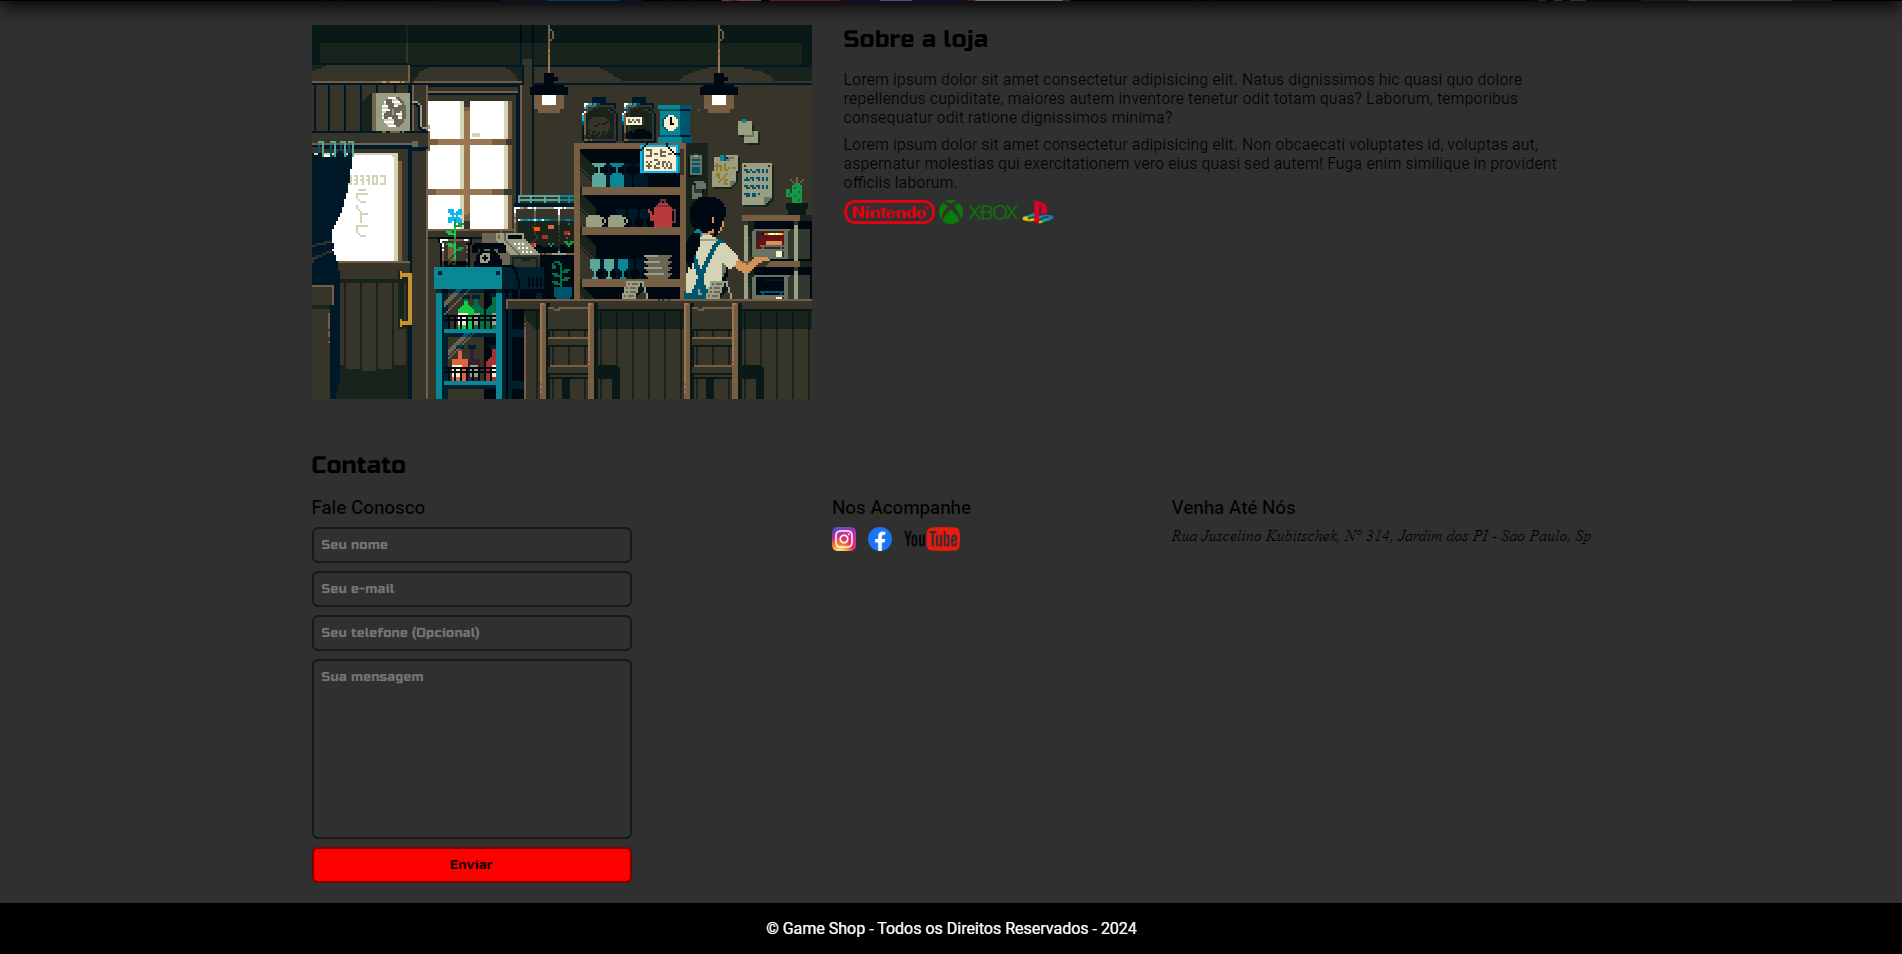 Sobre a loja
Lorem ipsum dolor sit amet consectetur adipisicing elit. Natus dignissimos hic quasi quo dolore
repellendus cupiditate, maiores autem inventore tenetur odit totam quas? Laborum, temporibus
consequatur odit ratione dignissimos minima?
Lorem ipsum dolor sit amet consectetur adipisicing elit. Non obcaecati voluptates id, voluptas aut,
aspernatur molestias qui exercitationem vero eius quasi sed autem! Fuga enim similique in provident
officiis laborum.
Nintendo XBOX
コーヒー
¥200
Contato
Fale Conosco
Seu nome
Seu e-mail
Seu telefone (Opcional)
Sua mensagem
Enviar
Nos Acompanhe
YouTube
Venha Até Nós
Rua Juscelino Kubitschek, N° 314, Jardim dos PI - Sao Paulo, Sp
© Game Shop - Todos os Direitos Reservados - 2024